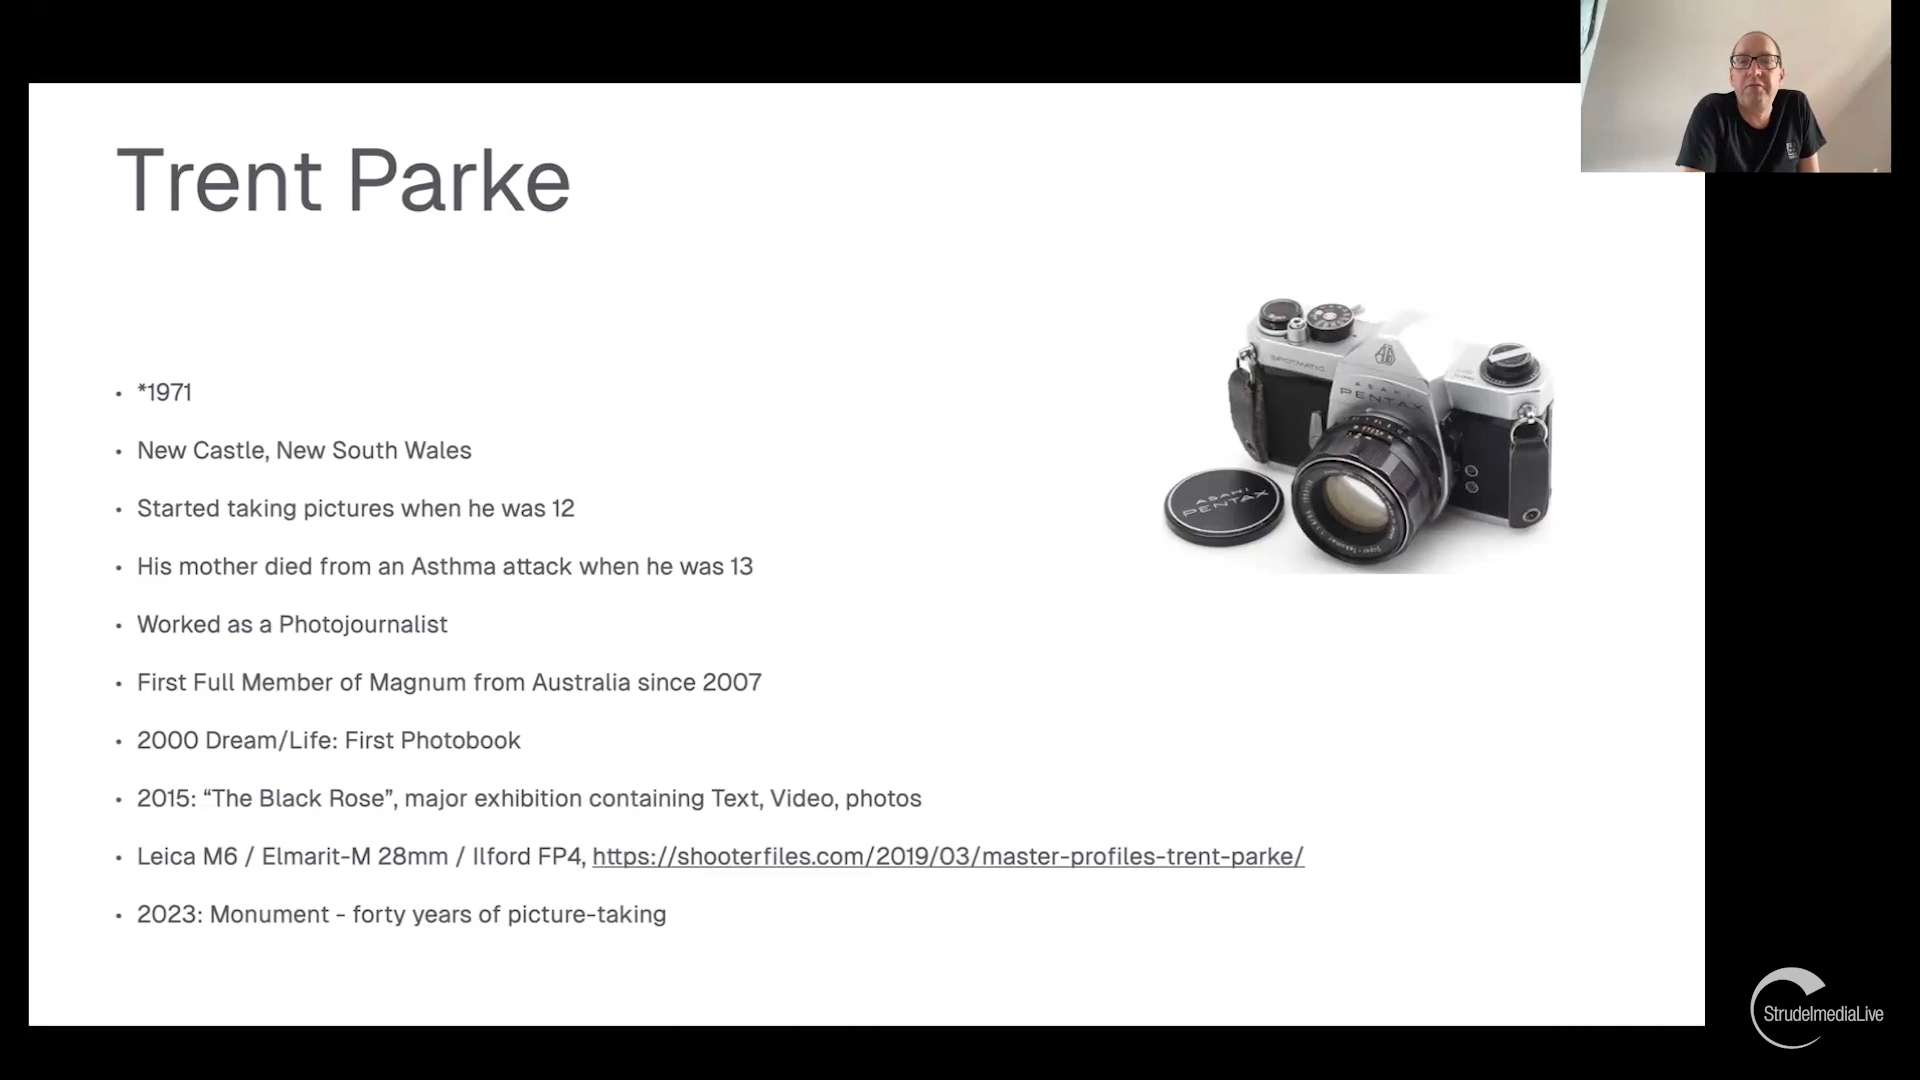 Trent Parke
• *1971
• New Castle, New South Wales
• Started taking pictures when he was 12
• His mother died from an Asthma attack when he was 13
• Worked as a Photojournalist
• First Full Member of Magnum from Australia since 2007
• 2000 Dream/Life: First Photobook
• 2015: “The Black Rose”, major exhibition containing Text, Video, photos
• Leica M6 / Elmarit-M 28mm / Ilford FP4, https://shooterfiles.com/2019/03/master-profiles-trent-parke/
• 2023: Monument - forty years of picture-taking
SPOTMATIC
ASAHI
PENTAX
ASAHI
PENTAX
StrudelmediaLive